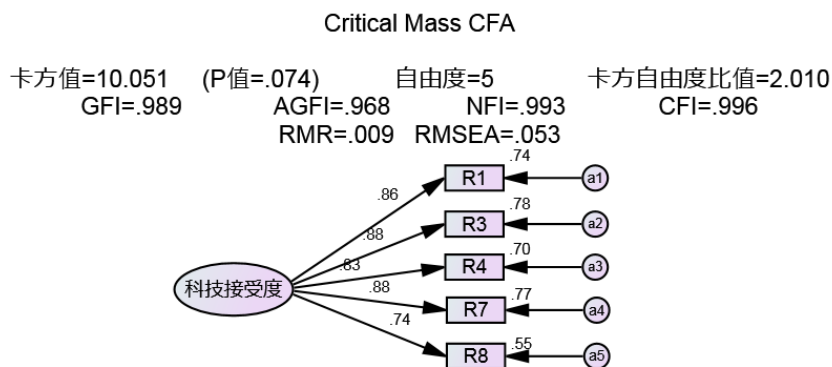 Critical Mass CFA
卡方值=10.051 (P值=.074) 自由度=5 卡方自由度比值=2.010
GFI=.989 AGFI=.968 NFI=.993 CFI=.996
RMR=.009 RMSEA=.053
.74
R1 a1
.86
.78
R3 a2
.88
.70
.83
R4 a3
科技接受度
.88
.77
R7 a4
.74
.55
R8 a5